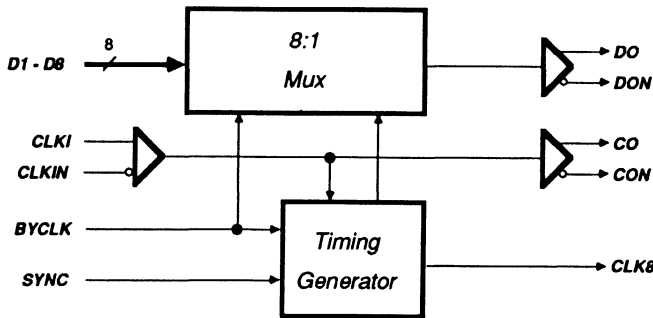 8:1
Mux
8
D1 - D8
DO
DON
CLKI
CLKIN
CO
CON
BYCLK
SYNC
Timing
Generator
CLK8